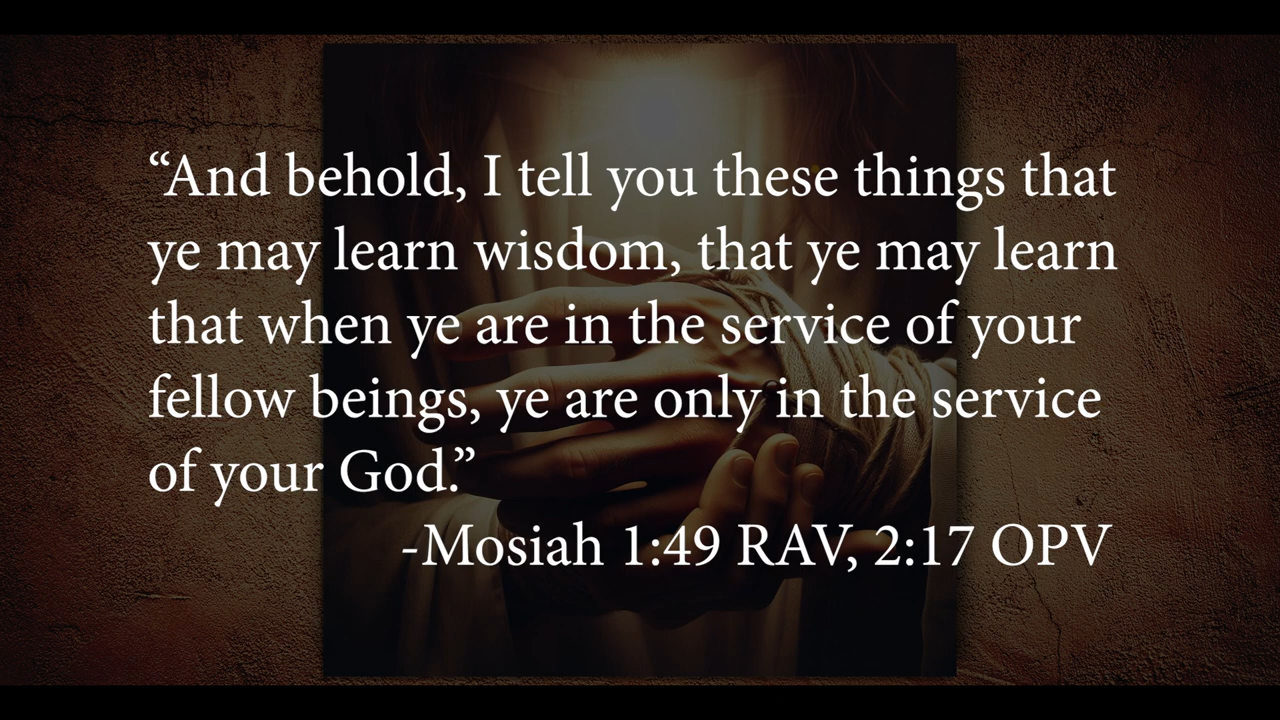 “And behold, I tell you these things that
ye may learn wisdom, that ye may learn
that when ye are in the service of your
fellow beings, ye are only in the service
of your God.”
-Mosiah 1:49 RAV, 2:17 OPV